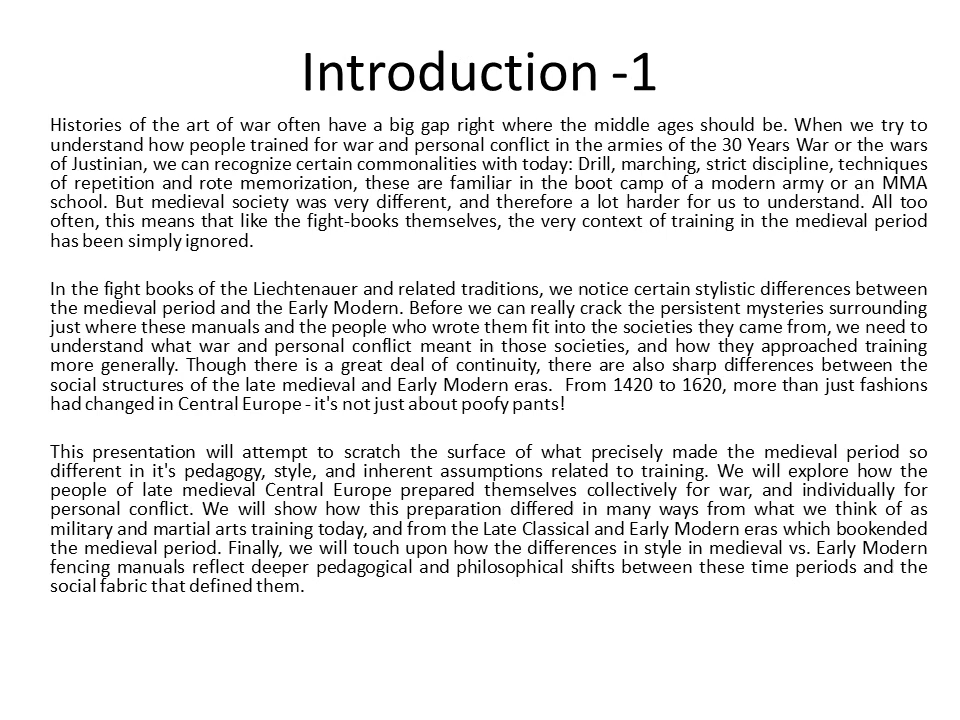 Introduction -1
Histories of the art of war often have a big gap right where the middle ages should be. When we try to
understand how people trained for war and personal conflict in the armies of the 30 Years War or the wars
of Justinian, we can recognize certain commonalities with today: Drill, marching, strict discipline, techniques
of repetition and rote memorization, these are familiar in the boot camp of a modern army or an MMA
school. But medieval society was very different, and therefore a lot harder for us to understand. All too
often, this means that like the fight-books themselves, the very context of training in the medieval period
has been simply ignored.
In the fight books of the Liechtenauer and related traditions, we notice certain stylistic differences between
the medieval period and the Early Modern. Before we can really crack the persistent mysteries surrounding
just where these manuals and the people who wrote them fit into the societies they came from, we need to
understand what war and personal conflict meant in those societies, and how they approached training
more generally. Though there is a great deal of continuity, there are also sharp differences between the
social structures of the late medieval and Early Modern eras.  From 1420 to 1620, more than just fashions
had changed in Central Europe - it's not just about poofy pants!
This presentation will attempt to scratch the surface of what precisely made the medieval period so
different in it's pedagogy, style, and inherent assumptions related to training. We will explore how the
people of late medieval Central Europe prepared themselves collectively for war, and individually for
personal conflict. We will show how this preparation differed in many ways from what we think of as
military and martial arts training today, and from the Late Classical and Early Modern eras which bookended
the medieval period. Finally, we will touch upon how the differences in style in medieval vs. Early Modern
fencing manuals reflect deeper pedagogical and philosophical shifts between these time periods and the
social fabric that defined them.